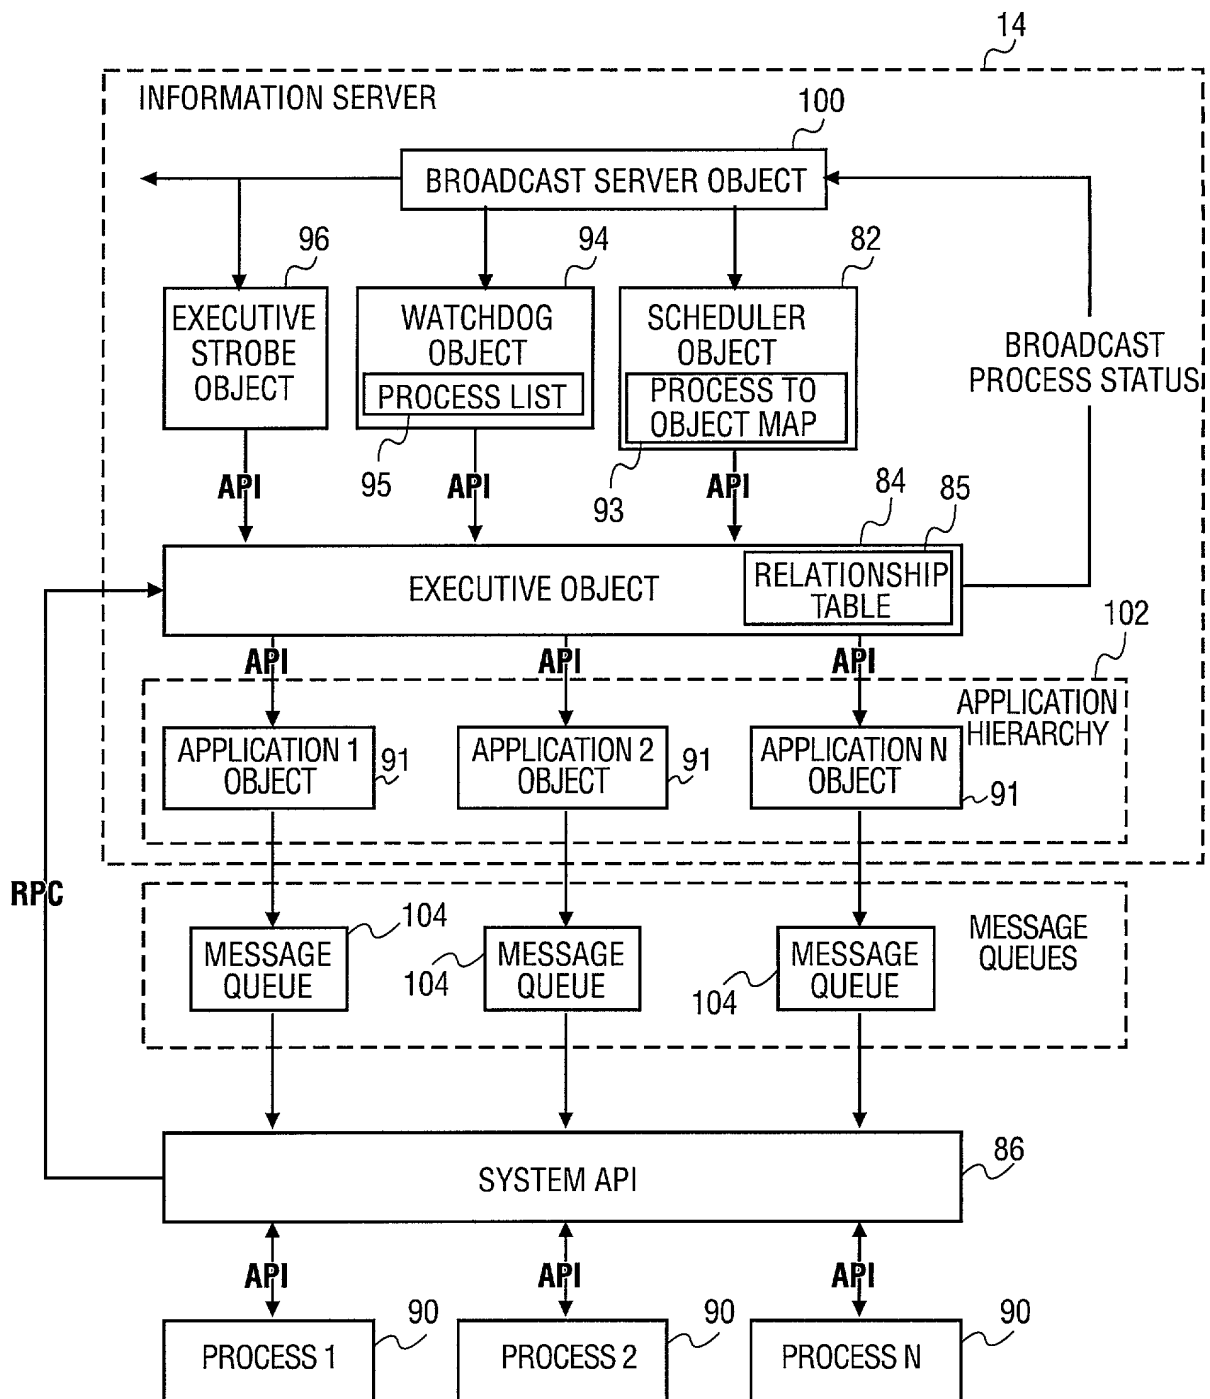 14
INFORMATION SERVER
100
BROADCAST SERVER OBJECT
96
94
82
EXECUTIVE
STROBE
OBJECT
WATCHDOG
OBJECT
PROCESS LIST
SCHEDULER
OBJECT
PROCESS TO
OBJECT MAP
BROADCAST
PROCESS STATUS
95
93
API
API
API
84
85
EXECUTIVE OBJECT
RELATIONSHIP
TABLE
102
API
API
API
APPLICATION
HIERARCHY
APPLICATION 1
OBJECT
91
APPLICATION 2
OBJECT
91
APPLICATION N
OBJECT
91
RPC
104
MESSAGE
QUEUE
104
MESSAGE
QUEUE
104
MESSAGE
QUEUE
MESSAGE
QUEUES
SYSTEM API
86
API
API
API
90
90
90
PROCESS 1
PROCESS 2
PROCESS N